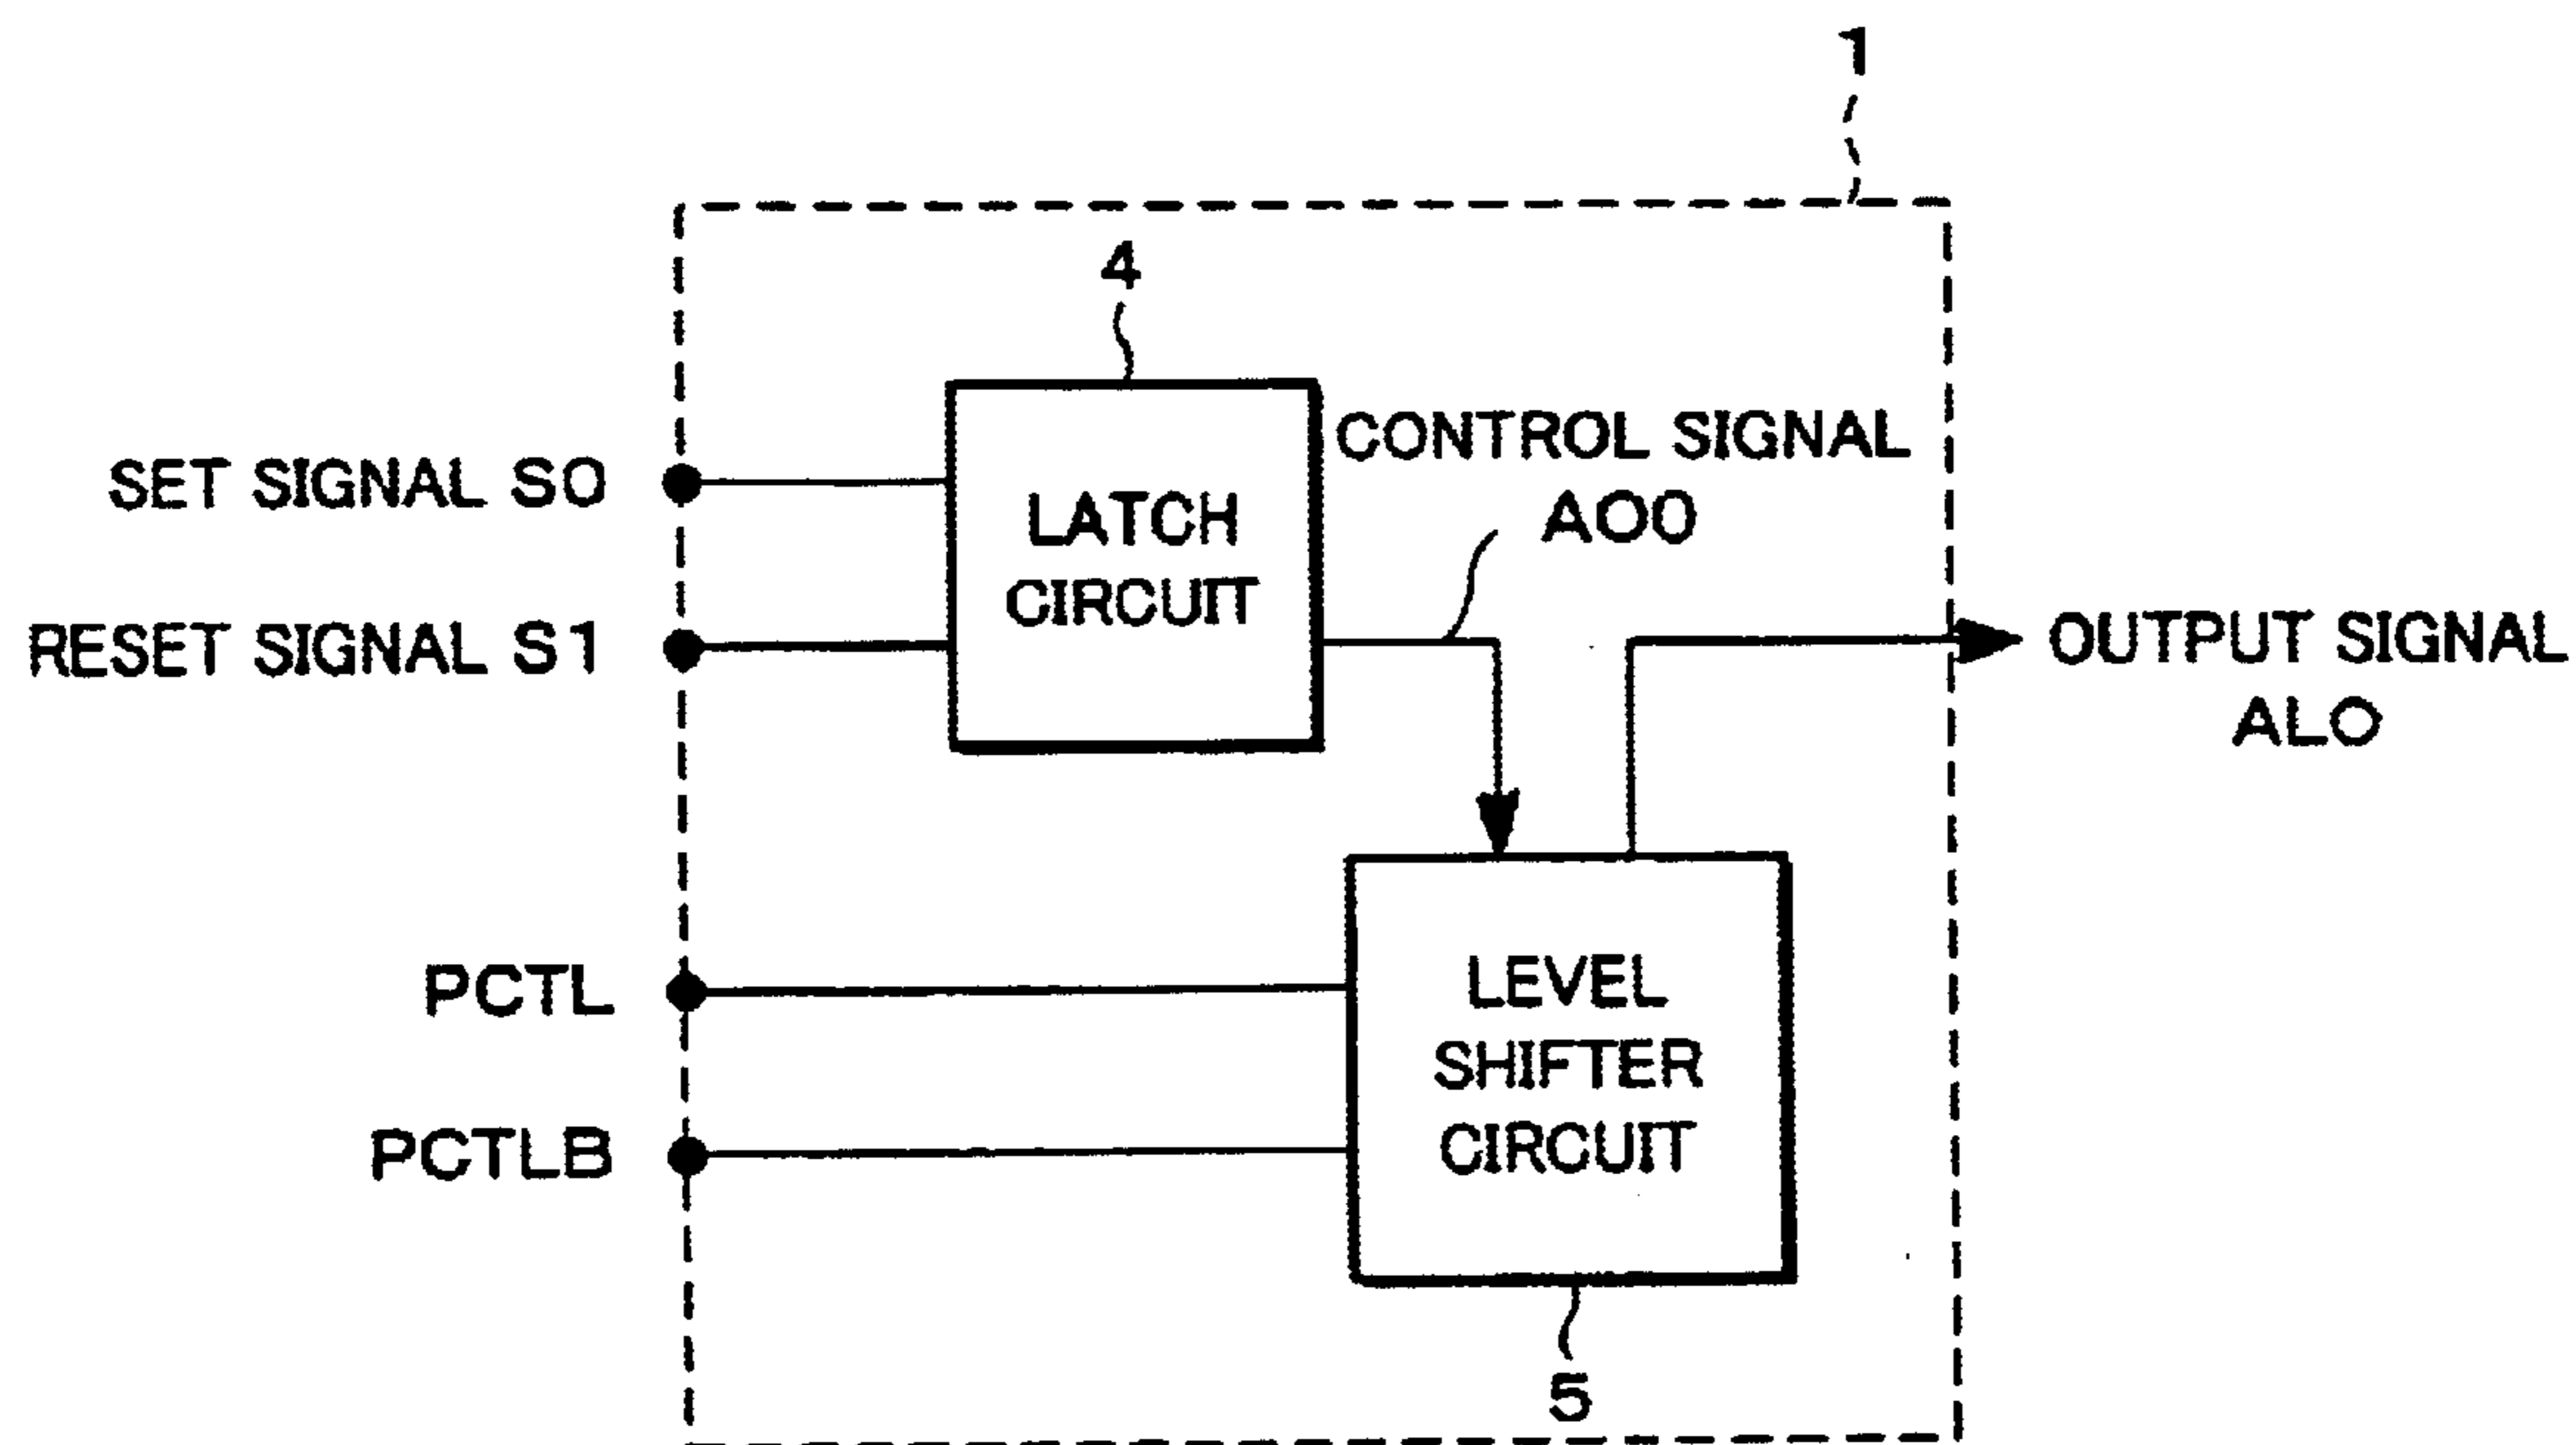 1
4
SET SIGNAL S0
RESET SIGNAL S1
LATCH
CIRCUIT
CONTROL SIGNAL
AO0
OUTPUT SIGNAL
ALO
PCTL
PCTLB
LEVEL
SHIFTER
CIRCUIT
5